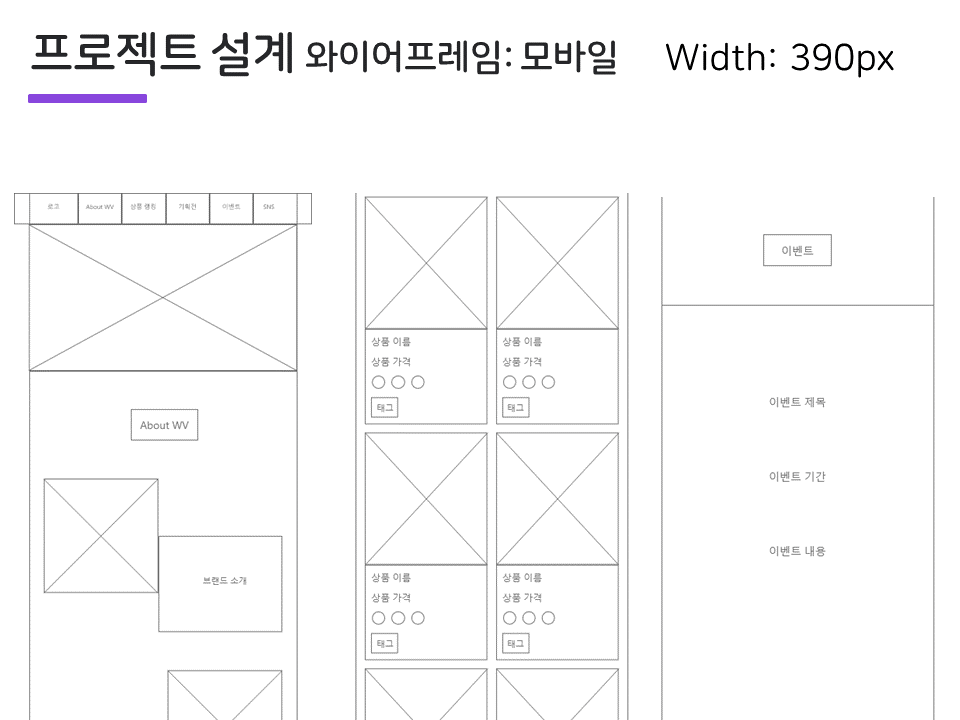 프로젝트 설계 와이어프레임: 모바일 Width: 390px
로고 About WV 상품 랭킹 기획전 이벤트 SNS
About WV
브랜드 소개
상품 이름
상품 가격
태그
상품 이름
상품 가격
태그
상품 이름
상품 가격
태그
상품 이름
상품 가격
태그
이벤트
이벤트 제목
이벤트 기간
이벤트 내용